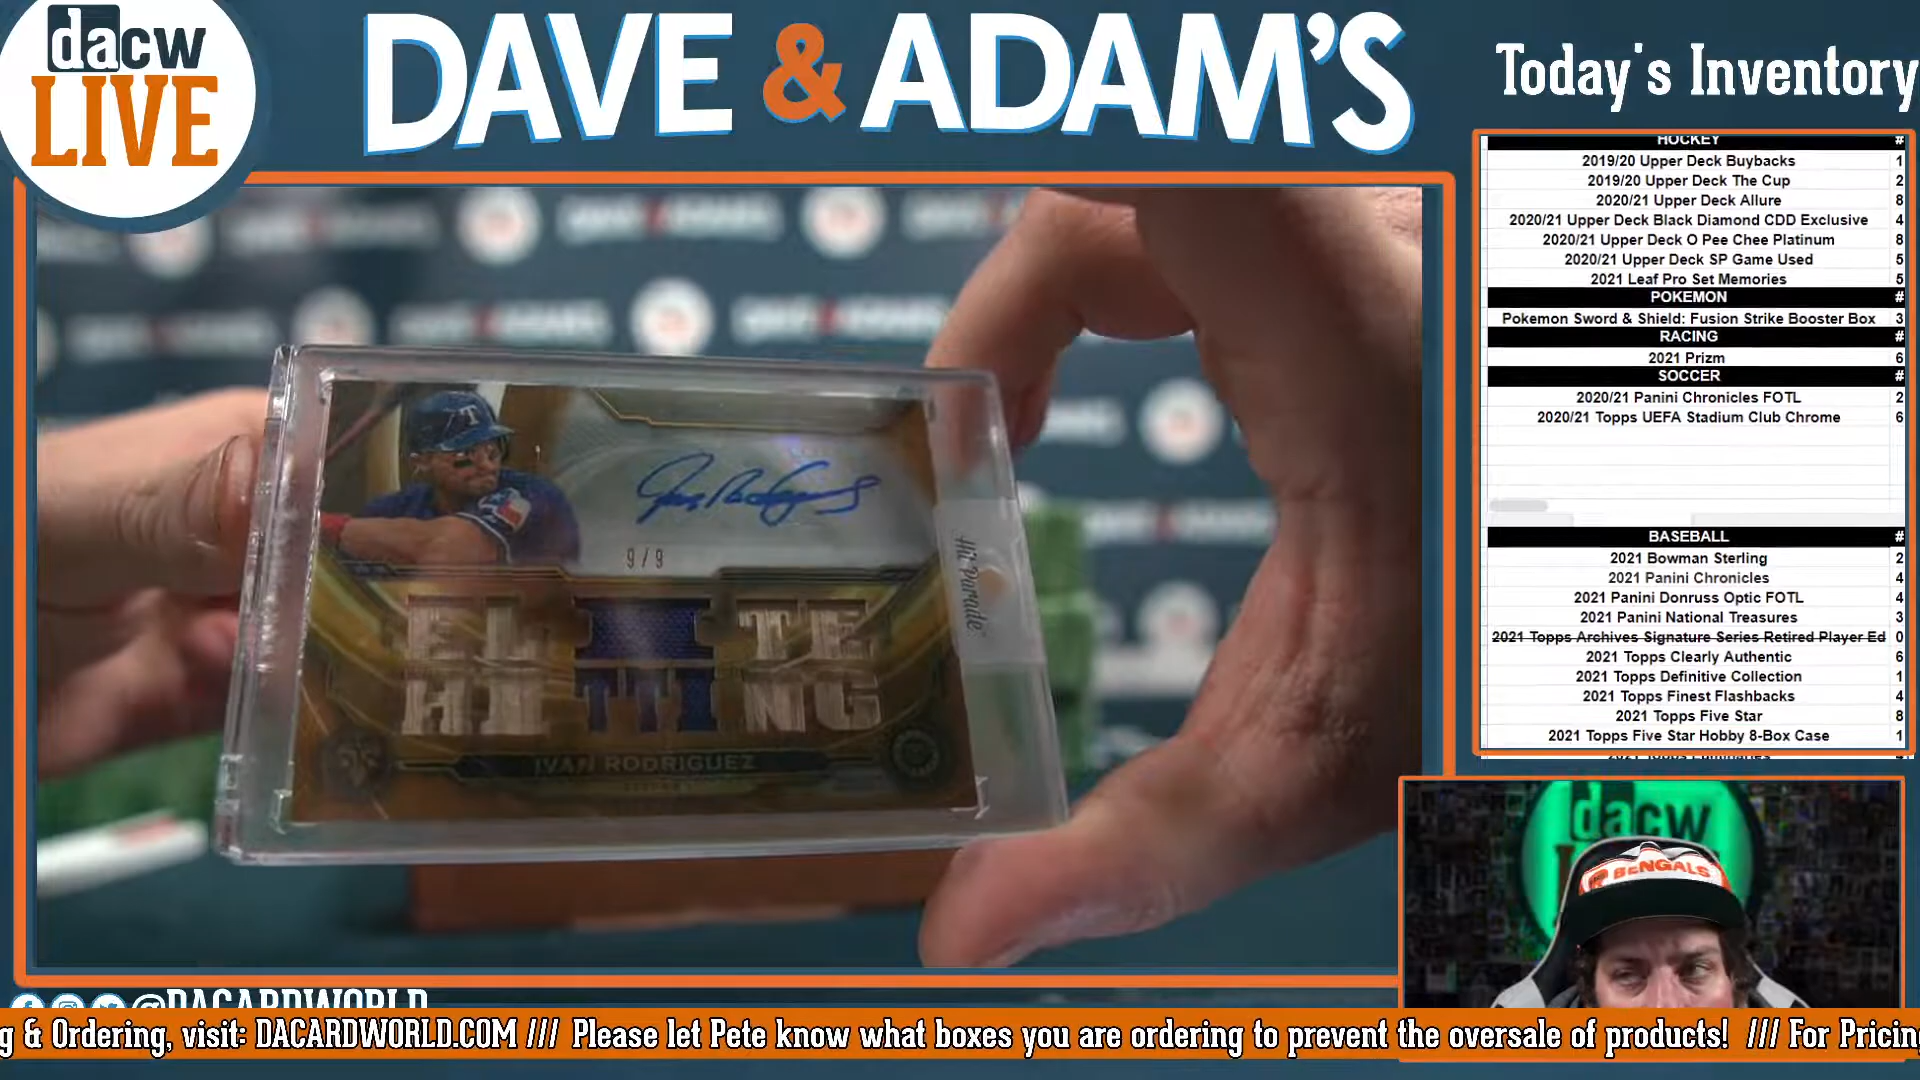 dacw
LIVE
DAVE & ADAM'S
Today's Inventory
HOCKEY #
2019/20 Upper Deck Buybacks 1
2019/20 Upper Deck The Cup 2
2020/21 Upper Deck Allure 8
2020/21 Upper Deck Black Diamond CDD Exclusive 4
2020/21 Upper Deck O Pee Chee Platinum 8
2020/21 Upper Deck SP Game Used 5
2021 Leaf Pro Set Memories 5
POKEMON #
Pokemon Sword & Shield: Fusion Strike Booster Box 3
RACING #
2021 Prizm 6
SOCCER #
2020/21 Panini Chronicles FOTL 2
2020/21 Topps UEFA Stadium Club Chrome 6
BASEBALL #
2021 Bowman Sterling 2
2021 Panini Chronicles 4
2021 Panini Donruss Optic FOTL 4
2021 Panini National Treasures 3
2021 Topps Archives Signature Series Retired Player Ed 0
2021 Topps Clearly Authentic 6
2021 Topps Definitive Collection 1
2021 Topps Finest Flashbacks 4
2021 Topps Five Star 8
2021 Topps Five Star Hobby 8-Box Case 1
T
Ivan Rodriguez
9/9
ELITE
HITTING
IVAN RODRIGUEZ
Hit Parade
dacw
BENGALS
@DACARDWORLD
g & Ordering, visit: DACARDWORLD.COM /// Please let Pete know what boxes you are ordering to prevent the oversale of products! /// For Pricing